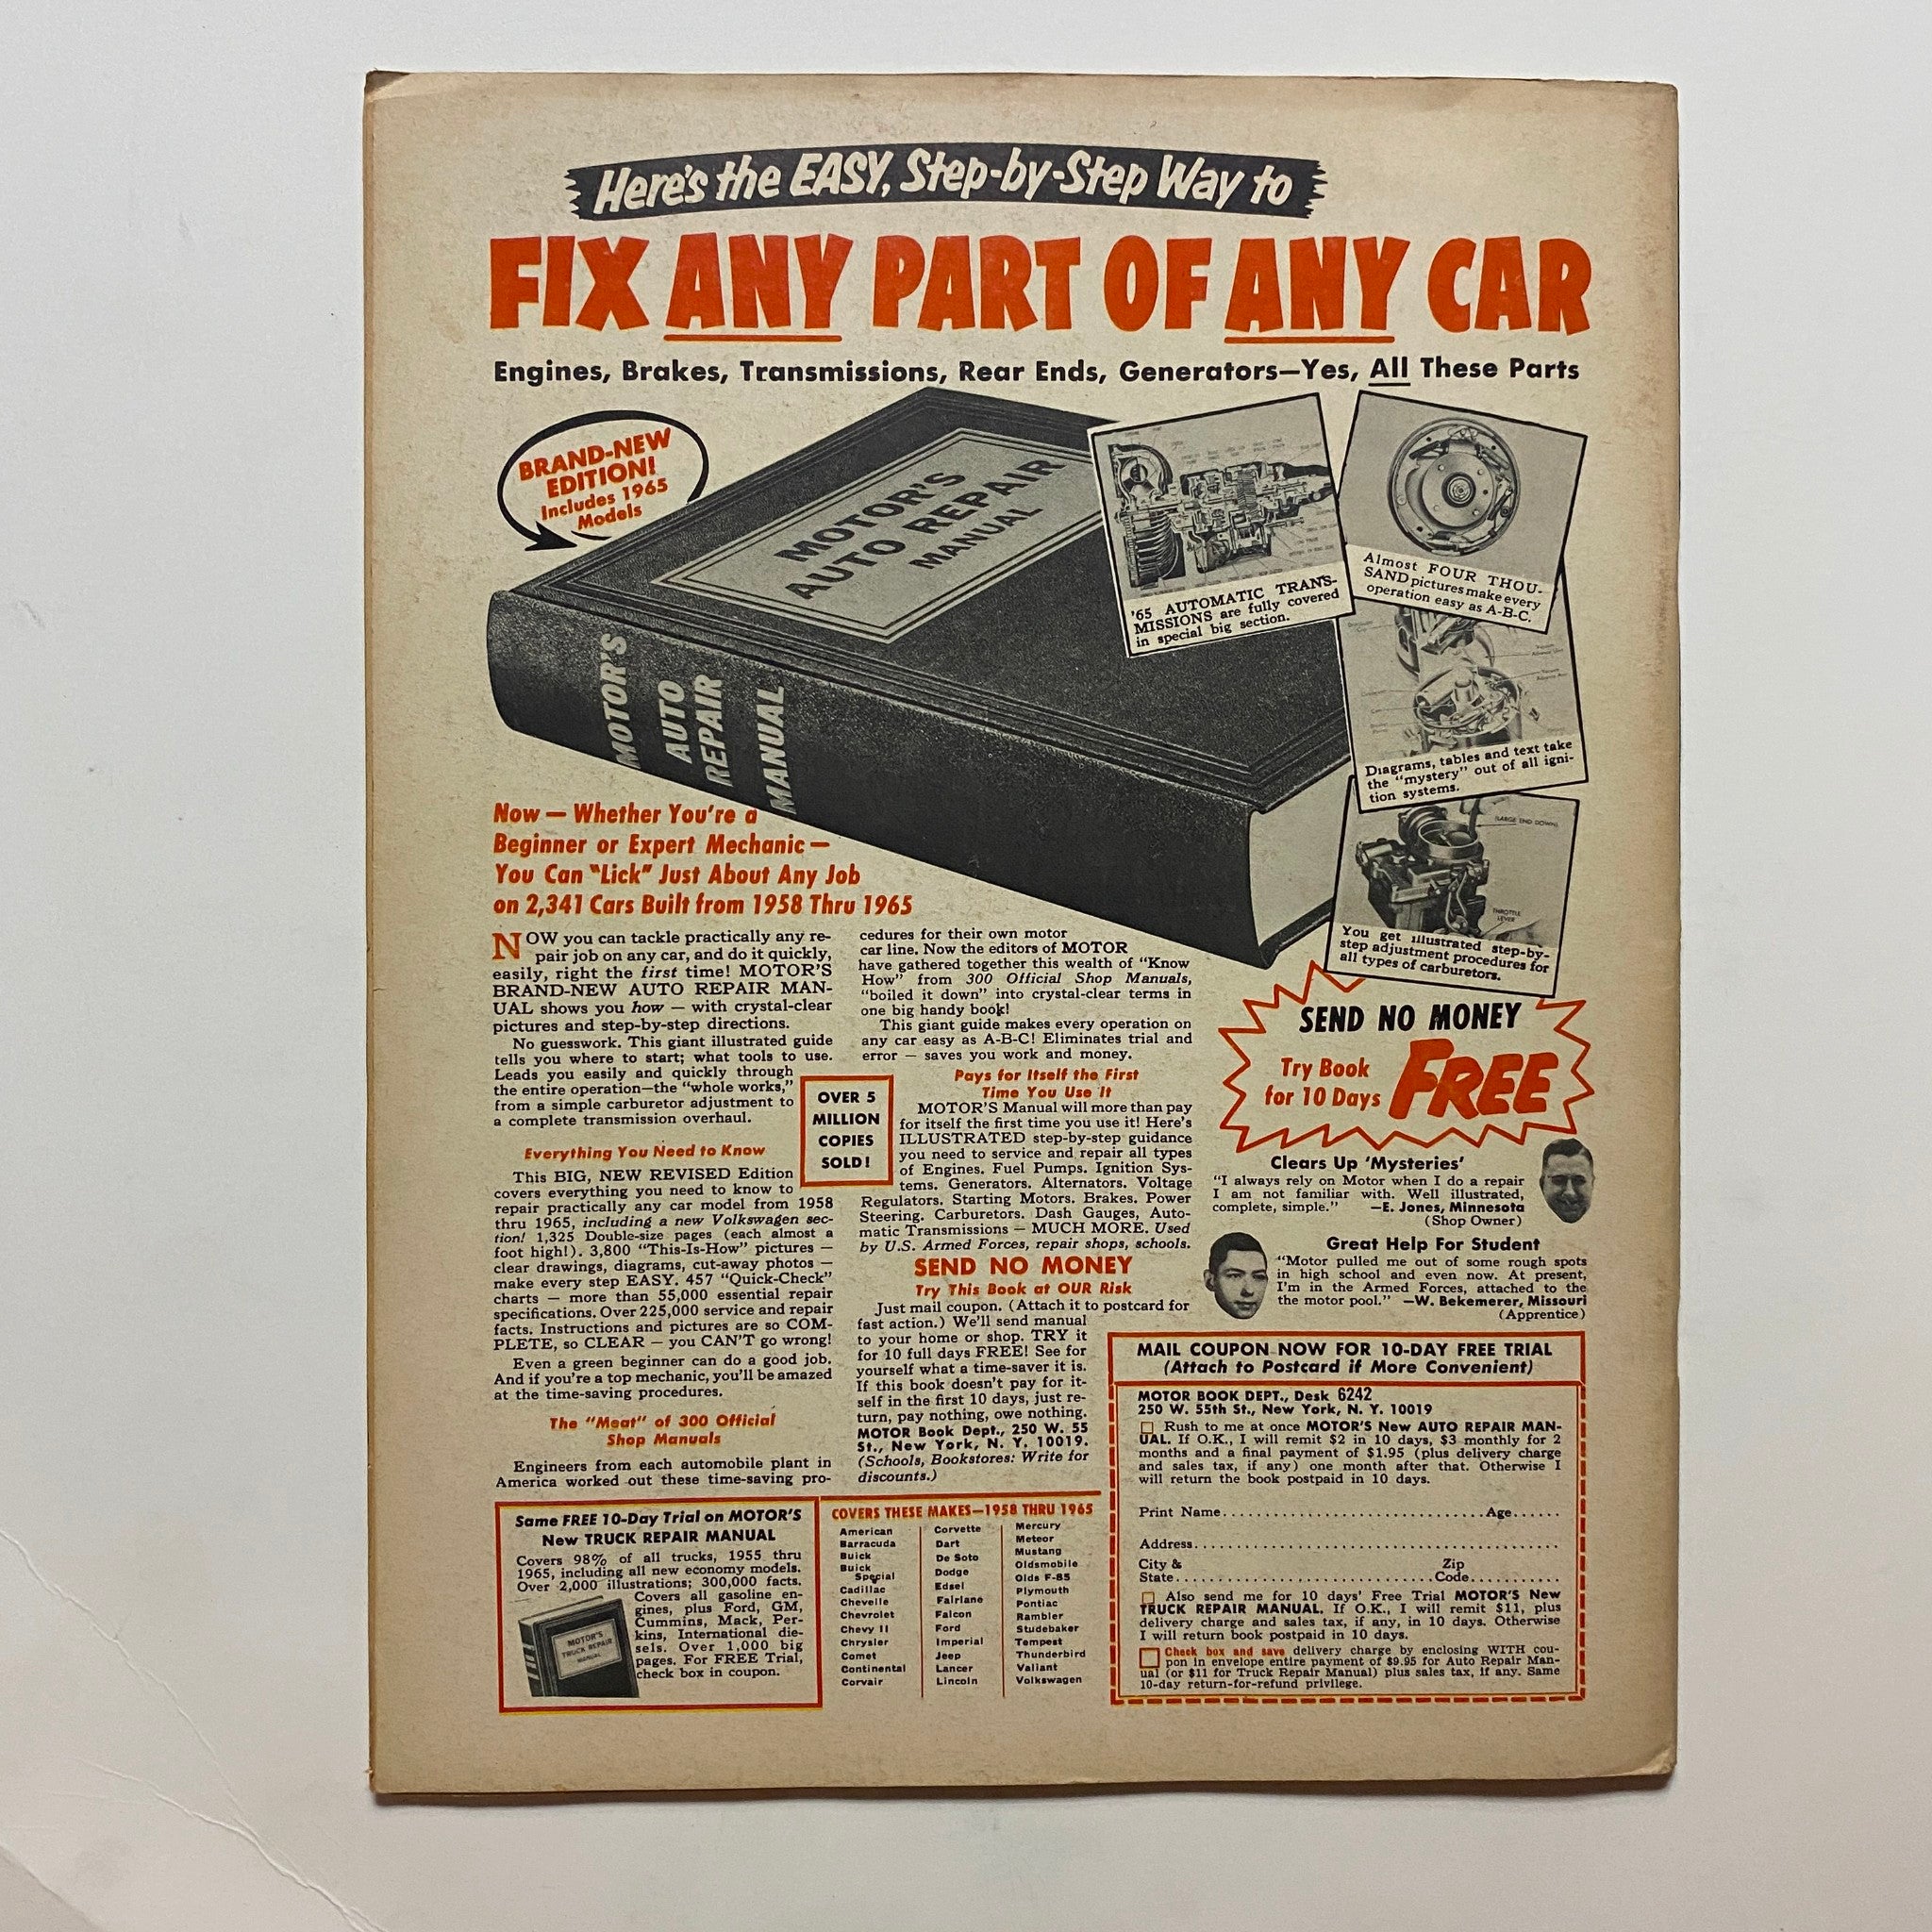 Here's the EASY, Step-by-Step Way to
FIX ANY PART OF ANY CAR
Engines, Brakes, Transmissions, Rear Ends, Generators—Yes, All These Parts
BRAND-NEW
EDITION!
Includes 1965
Models
MOTOR'S
AUTO REPAIR
MANUAL
MOTOR'S
AUTO
REPAIR
MANUAL
'65 AUTOMATIC TRANS-
MISSIONS are fully covered
in special big section.
Almost FOUR THOU-
SAND pictures make every
operation easy as A-B-C.
Diagrams, tables and text take
the "mystery" out of all igni-
tion systems.
(LARGE END DOWN)
THROTTLE
LEVER
You get illustrated step-by-
step adjustment procedures for
all types of carburetors.
Now — Whether You're a
Beginner or Expert Mechanic —
You Can "Lick" Just About Any Job
on 2,341 Cars Built from 1958 Thru 1965
NOW you can tackle practically any re-
pair job on any car, and do it quickly,
easily, right the first time! MOTOR'S
BRAND-NEW AUTO REPAIR MAN-
UAL shows you how — with crystal-clear
pictures and step-by-step directions.
No guesswork. This giant illustrated guide
tells you where to start; what tools to use.
Leads you easily and quickly through
the entire operation—the "whole works,"
from a simple carburetor adjustment to
a complete transmission overhaul.
Everything You Need to Know
This BIG, NEW REVISED Edition
covers everything you need to know to
repair practically any car model from 1958
thru 1965, including a new Volkswagen sec-
tion! 1,325 Double-size pages (each almost a
foot high!). 3,800 "This-Is-How" pictures —
clear drawings, diagrams, cut-away photos —
make every step EASY. 457 "Quick-Check"
charts — more than 55,000 essential repair
specifications. Over 225,000 service and repair
facts. Instructions and pictures are so COM-
PLETE, so CLEAR — you CAN'T go wrong!
Even a green beginner can do a good job.
And if you're a top mechanic, you'll be amazed
at the time-saving procedures.
The "Meat" of 300 Official
Shop Manuals
Engineers from each automobile plant in
America worked out these time-saving pro-
cedures for their own motor
car line. Now the editors of MOTOR
have gathered together this wealth of "Know
How" from 300 Official Shop Manuals,
"boiled it down" into crystal-clear terms in
one big handy book!
This giant guide makes every operation on
any car easy as A-B-C! Eliminates trial and
error — saves you work and money.
OVER 5
MILLION
COPIES
SOLD!
Pays for Itself the First
Time You Use It
MOTOR'S Manual will more than pay
for itself the first time you use it! Here's
ILLUSTRATED step-by-step guidance
you need to service and repair all types
of Engines. Fuel Pumps. Ignition Sys-
tems. Generators. Alternators. Voltage
Regulators. Starting Motors. Brakes. Power
Steering. Carburetors. Dash Gauges, Auto-
matic Transmissions — MUCH MORE. Used
by U.S. Armed Forces, repair shops, schools.
SEND NO MONEY
Try This Book at OUR Risk
Just mail coupon. (Attach it to postcard for
fast action.) We'll send manual
to your home or shop. TRY it
for 10 full days FREE! See for
yourself what a time-saver it is.
If this book doesn't pay for it-
self in the first 10 days, just re-
turn, pay nothing, owe nothing.
MOTOR Book Dept., 250 W. 55
St., New York, N. Y. 10019.
(Schools, Bookstores: Write for
discounts.)
SEND NO MONEY
Try Book
for 10 Days FREE
Clears Up 'Mysteries'
"I always rely on Motor when I do a repair
I am not familiar with. Well illustrated,
complete, simple." —E. Jones, Minnesota
(Shop Owner)
Great Help For Student
"Motor pulled me out of some rough spots
in high school and even now. At present,
I'm in the Armed Forces, attached to the
the motor pool." —W. Bekemerer, Missouri
(Apprentice)
MAIL COUPON NOW FOR 10-DAY FREE TRIAL
(Attach to Postcard if More Convenient)
MOTOR BOOK DEPT., Desk 6242
250 W. 55th St., New York, N. Y. 10019
Rush to me at once MOTOR'S New AUTO REPAIR MAN-
UAL. If O.K., I will remit $2 in 10 days, $3 monthly for 2
months and a final payment of $1.95 (plus delivery charge
and sales tax, if any) one month after that. Otherwise I
will return the book postpaid in 10 days.
Print Name..........Age......
Address..........
City &
State..........Zip
Code..........
Also send me for 10 days' Free Trial MOTOR'S New
TRUCK REPAIR MANUAL. If O.K., I will remit $11, plus
delivery charge and sales tax, if any, in 10 days. Otherwise
I will return book postpaid in 10 days.
Check box and save delivery charge by enclosing WITH cou-
pon in envelope entire payment of $9.95 for Auto Repair Man-
ual (or $11 for Truck Repair Manual) plus sales tax, if any. Same
10-day return-for-refund privilege.
Same FREE 10-Day Trial on MOTOR'S
New TRUCK REPAIR MANUAL
Covers 98% of all trucks, 1955 thru
1965, including all new economy models.
Over 2,000 illustrations; 300,000 facts.
Covers all gasoline en-
gines, plus Ford, GM,
Cummins, Mack, Per-
kins, International die-
sels. Over 1,000 big
pages. For FREE Trial,
check box in coupon.
MOTOR'S
TRUCK REPAIR
MANUAL
COVERS THESE MAKES—1958 THRU 1965
American
Barracuda
Buick
Buick
Special
Cadillac
Chevelle
Chevrolet
Chevy II
Chrysler
Comet
Continental
Corvair
Corvette
Dart
De Soto
Dodge
Edsel
Fairlane
Falcon
Ford
Imperial
Jeep
Lancer
Lincoln
Mercury
Meteor
Mustang
Oldsmobile
Olds F-85
Plymouth
Pontiac
Rambler
Studebaker
Tempest
Thunderbird
Valiant
Volkswagen